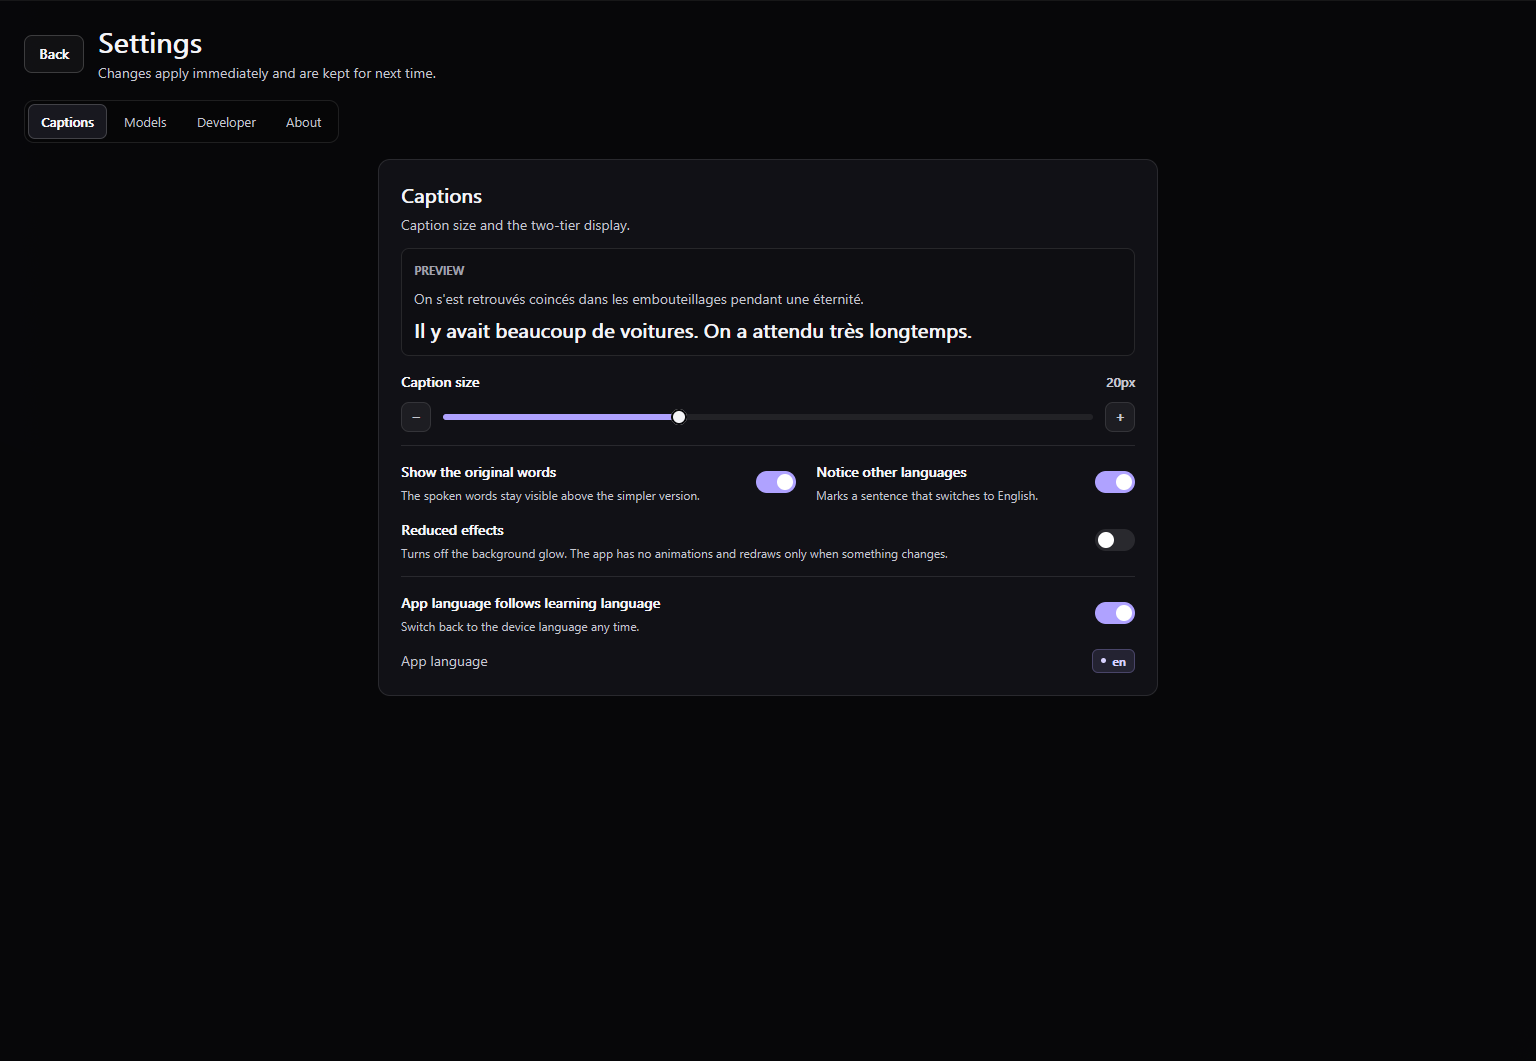 Back
Settings
Changes apply immediately and are kept for next time.
Captions
Models
Developer
About
Captions
Caption size and the two-tier display.
PREVIEW
On s'est retrouvés coincés dans les embouteillages pendant une éternité.
Il y avait beaucoup de voitures. On a attendu très longtemps.
Caption size
20px
−
+
Show the original words
The spoken words stay visible above the simpler version.
Notice other languages
Marks a sentence that switches to English.
Reduced effects
Turns off the background glow. The app has no animations and redraws only when something changes.
App language follows learning language
Switch back to the device language any time.
App language
• en